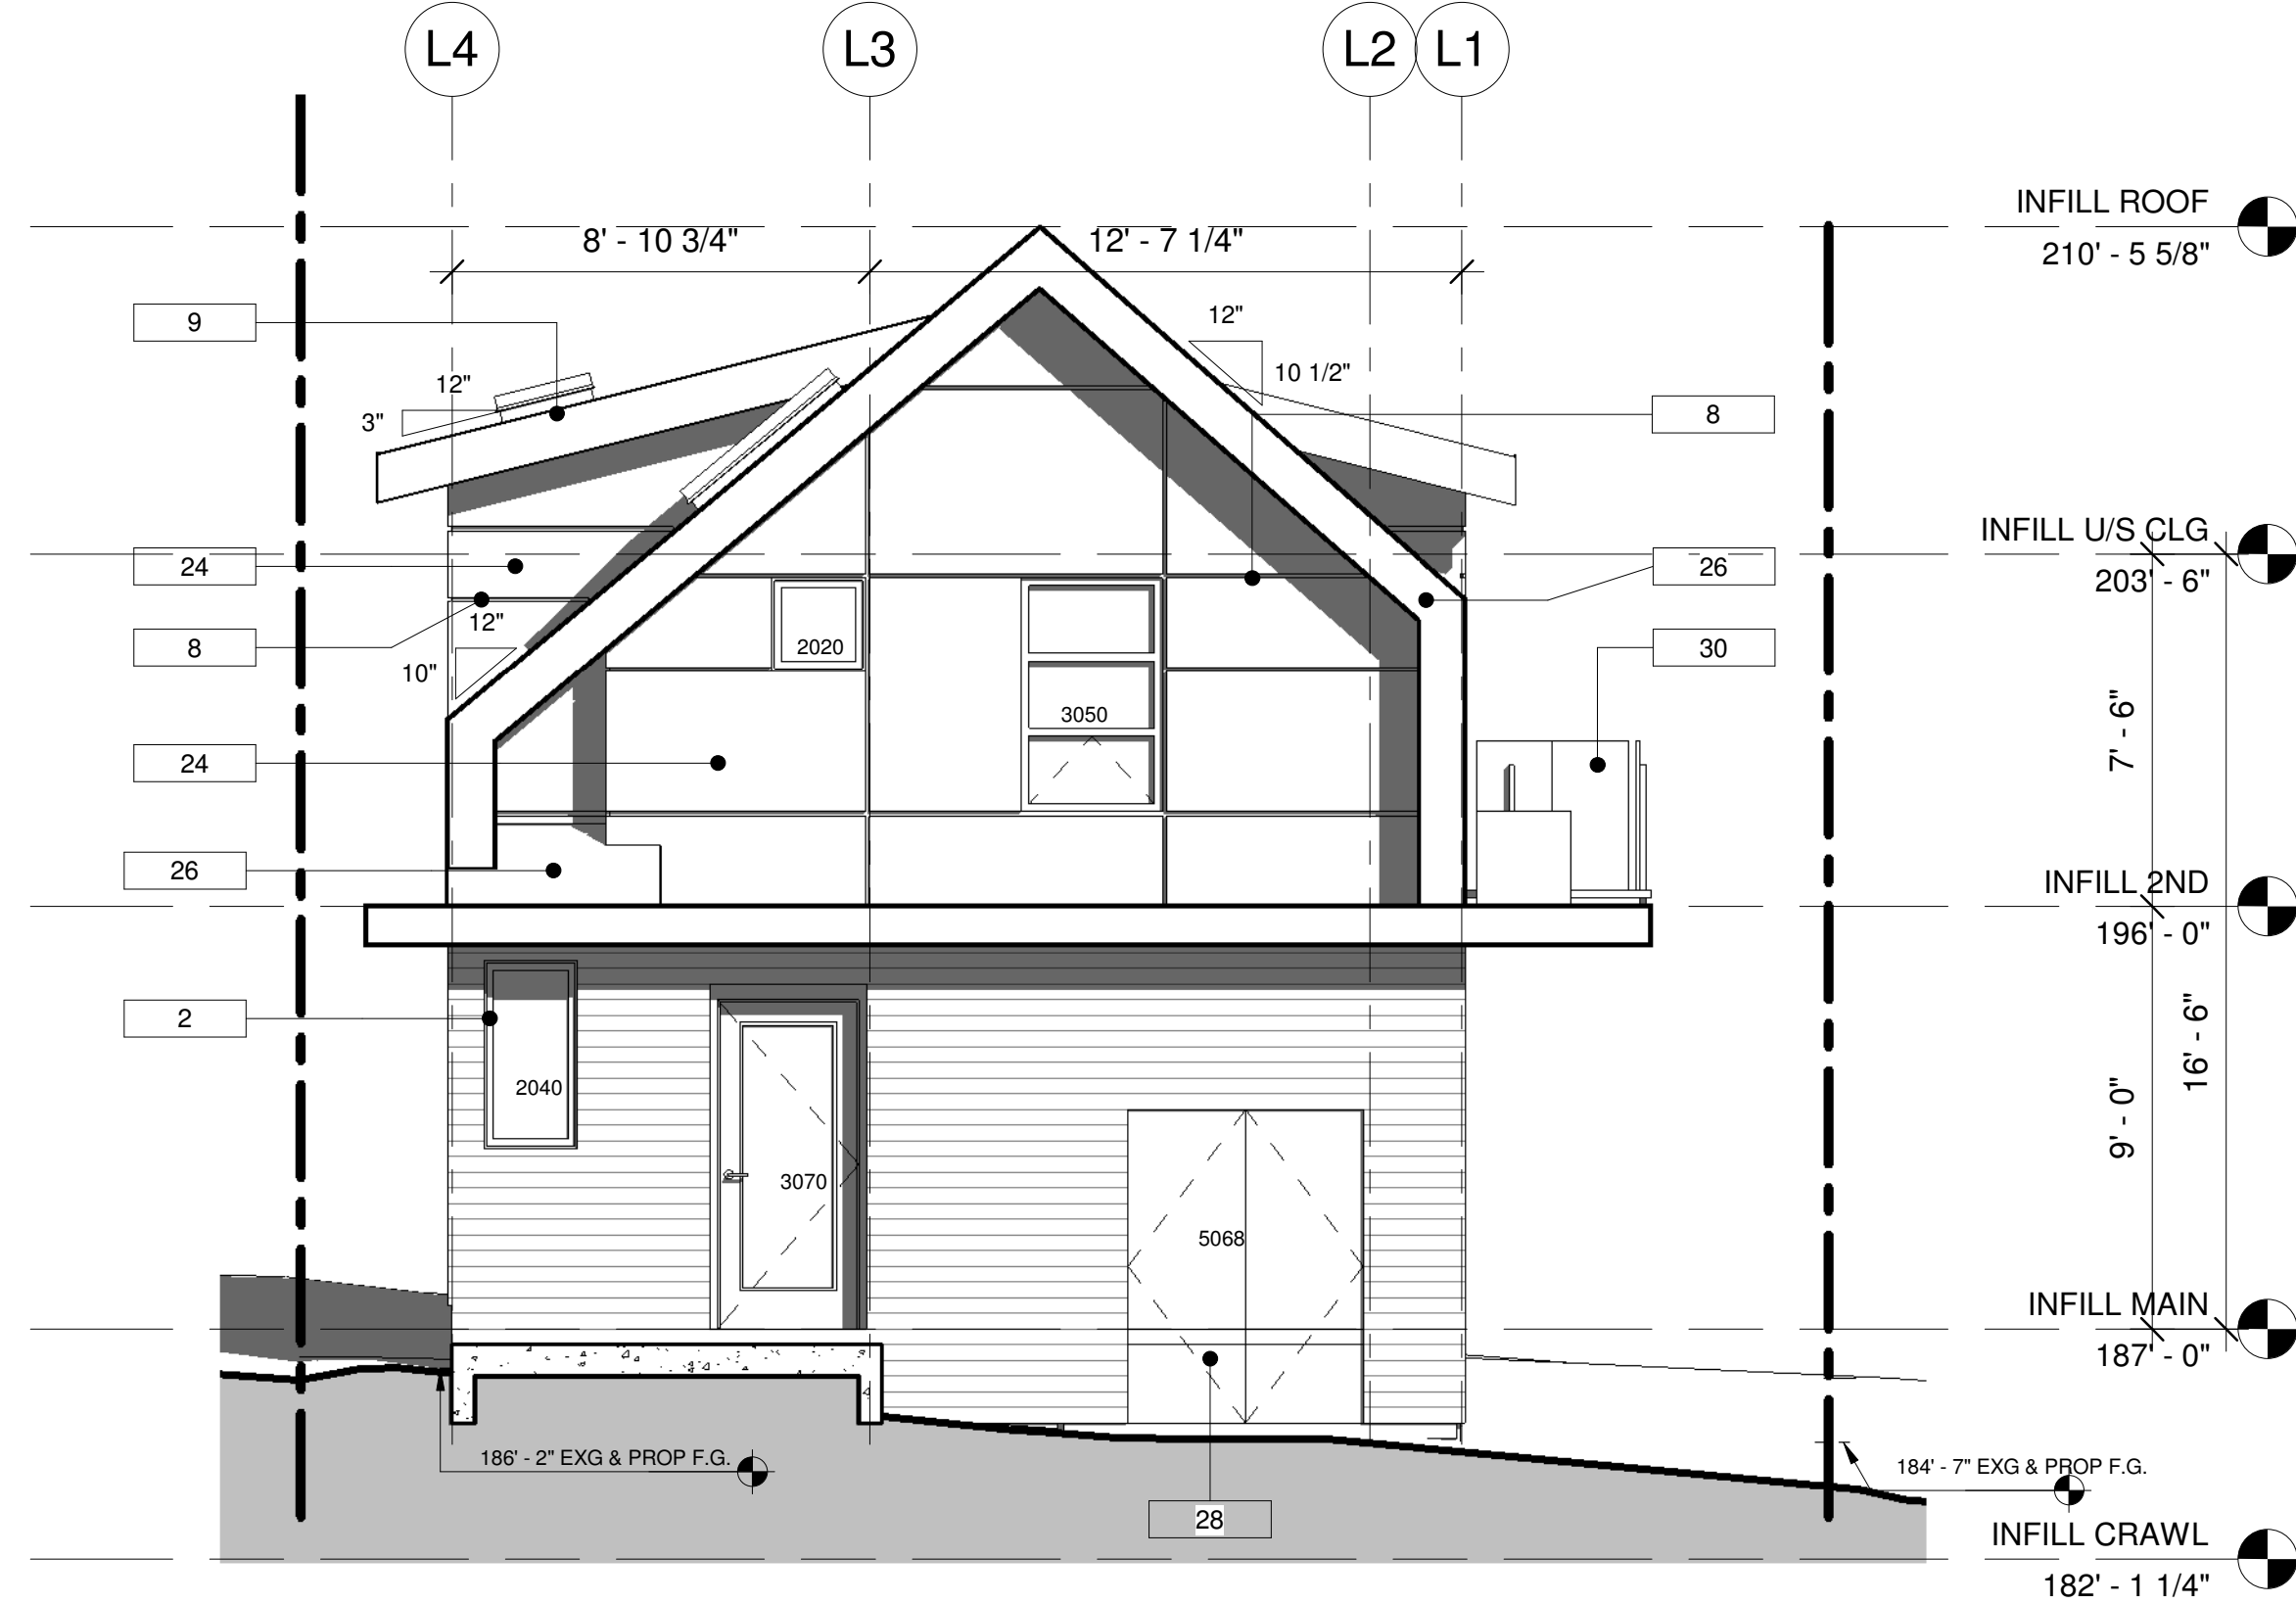 L4
L3
L2
L1
INFILL ROOF
210' - 5 5/8"
8' - 10 3/4"
12' - 7 1/4"
9
12"
12"
10 1/2"
3"
8
INFILL U/S CLG
203' - 6"
24
26
12"
8
2020
30
10"
3050
7' - 6"
24
26
INFILL 2ND
196' - 0"
2
16' - 6"
2040
9' - 0"
3070
5068
INFILL MAIN
187' - 0"
186' - 2" EXG & PROP F.G.
184' - 7" EXG & PROP F.G.
28
INFILL CRAWL
182' - 1 1/4"